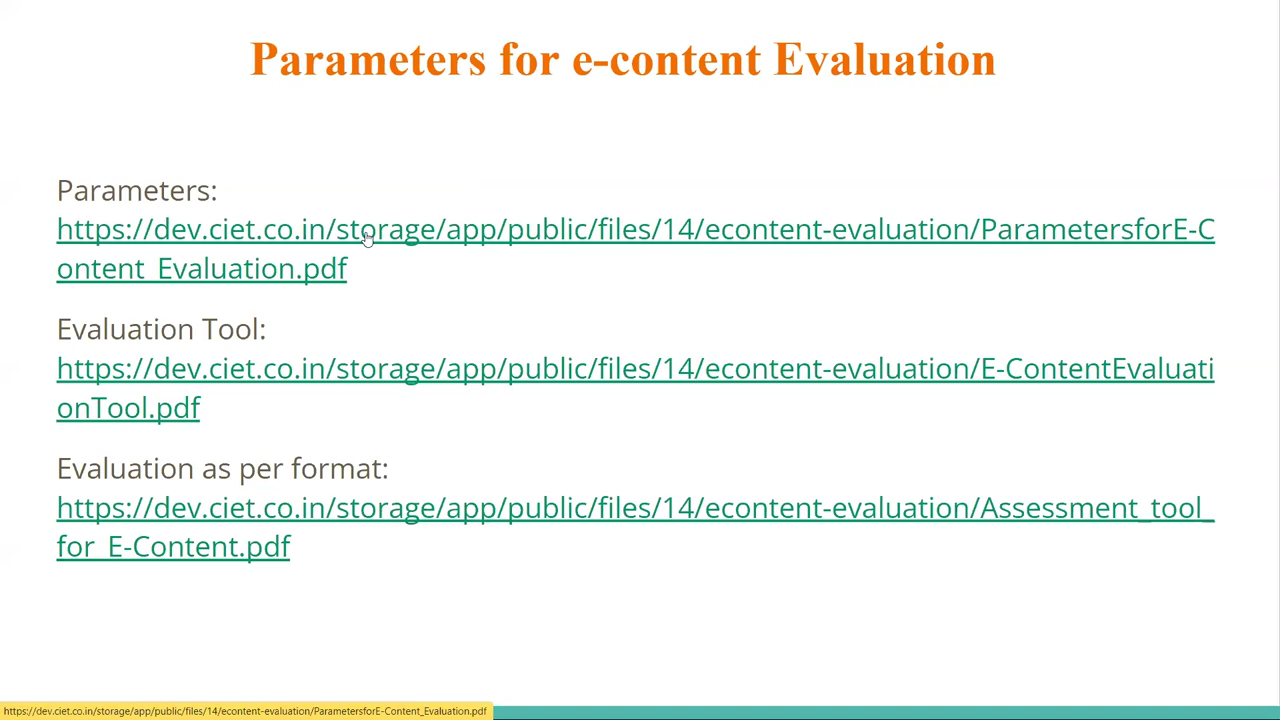 Parameters for e-content Evaluation
Parameters:
https://dev.ciet.co.in/storage/app/public/files/14/econtent-evaluation/ParametersforE-C
ontent_Evaluation.pdf
Evaluation Tool:
https://dev.ciet.co.in/storage/app/public/files/14/econtent-evaluation/E-ContentEvaluati
onTool.pdf
Evaluation as per format:
https://dev.ciet.co.in/storage/app/public/files/14/econtent-evaluation/Assessment_tool_
for_E-Content.pdf
https://dev.ciet.co.in/storage/app/public/files/14/econtent-evaluation/ParametersforE-Content_Evaluation.pdf